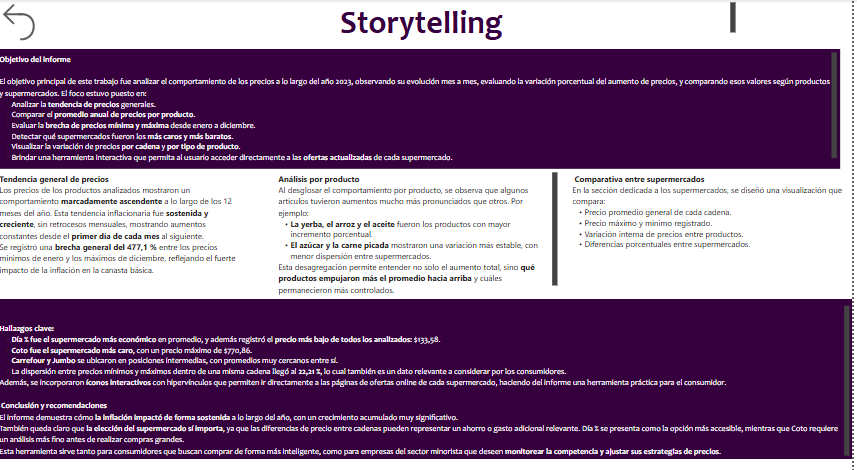 Storytelling
Objetivo del informe
El objetivo principal de este trabajo fue analizar el comportamiento de los precios a lo largo del año 2023, observando su evolución mes a mes, evaluando la variación porcentual del aumento de precios, y comparando esos valores según productos
y supermercados. El foco estuvo puesto en:
Analizar la tendencia de precios generales.
Comparar el promedio anual de precios por producto.
Evaluar la brecha de precios mínima y máxima desde enero a diciembre.
Detectar qué supermercados fueron los más caros y más baratos.
Visualizar la variación de precios por cadena y por tipo de producto.
Brindar una herramienta interactiva que permita al usuario acceder directamente a las ofertas actualizadas de cada supermercado.
Tendencia general de precios
Los precios de los productos analizados mostraron un
comportamiento marcadamente ascendente a lo largo de los 12
meses del año. Esta tendencia inflacionaria fue sostenida y
creciente, sin retrocesos mensuales, mostrando aumentos
constantes desde el primer día de cada mes al siguiente.
Se registró una brecha general del 477,1 % entre los precios
mínimos de enero y los máximos de diciembre, reflejando el fuerte
impacto de la inflación en la canasta básica.
Análisis por producto
Al desglosar el comportamiento por producto, se observa que algunos
artículos tuvieron aumentos mucho más pronunciados que otros. Por
ejemplo:
• La yerba, el arroz y el aceite fueron los productos con mayor
incremento porcentual.
• El azúcar y la carne picada mostraron una variación más estable, con
menor dispersión entre supermercados.
Esta desagregación permite entender no solo el aumento total, sino qué
productos empujaron más el promedio hacia arriba y cuáles
permanecieron más controlados.
Comparativa entre supermercados
En la sección dedicada a los supermercados, se diseñó una visualización que
compara:
• Precio promedio general de cada cadena.
• Precio máximo y mínimo registrado.
• Variación interna de precios entre productos.
• Diferencias porcentuales entre supermercados.
Hallazgos clave:
Día % fue el supermercado más económico en promedio, y además registró el precio más bajo de todos los analizados: $133,58.
Coto fue el supermercado más caro, con un precio máximo de $770,86.
Carrefour y Jumbo se ubicaron en posiciones intermedias, con promedios muy cercanos entre sí.
La dispersión entre precios mínimos y máximos dentro de una misma cadena llegó al 22,21 %, lo cual también es un dato relevante a considerar por los consumidores.
Además, se incorporaron íconos interactivos con hipervínculos que permiten ir directamente a las páginas de ofertas online de cada supermercado, haciendo del informe una herramienta práctica para el consumidor.
Conclusión y recomendaciones
El informe demuestra cómo la inflación impactó de forma sostenida a lo largo del año, con un crecimiento acumulado muy significativo.
También queda claro que la elección del supermercado sí importa, ya que las diferencias de precio entre cadenas pueden representar un ahorro o gasto adicional relevante. Día % se presenta como la opción más accesible, mientras que Coto requiere
un análisis más fino antes de realizar compras grandes.
Esta herramienta sirve tanto para consumidores que buscan comprar de forma más inteligente, como para empresas del sector minorista que deseen monitorear la competencia y ajustar sus estrategias de precios.